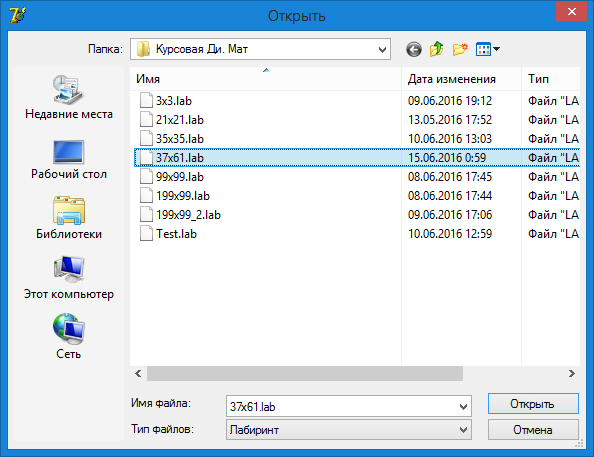 Открыть
Папка: Курсовая Ди. Мат
Недавние места
Рабочий стол
Библиотеки
Этот компьютер
Сеть
Имя Дата изменения Тип
3x3.lab 09.06.2016 19:12 Файл "LA
21x21.lab 13.05.2016 17:52 Файл "LA
35x35.lab 10.06.2016 13:03 Файл "LA
37x61.lab 15.06.2016 0:59 Файл "LA
99x99.lab 08.06.2016 17:45 Файл "LA
199x99.lab 08.06.2016 17:44 Файл "LA
199x99_2.lab 09.06.2016 17:06 Файл "LA
Test.lab 10.06.2016 12:59 Файл "LA
Имя файла: 37x61.lab Открыть
Тип файлов: Лабиринт Отмена